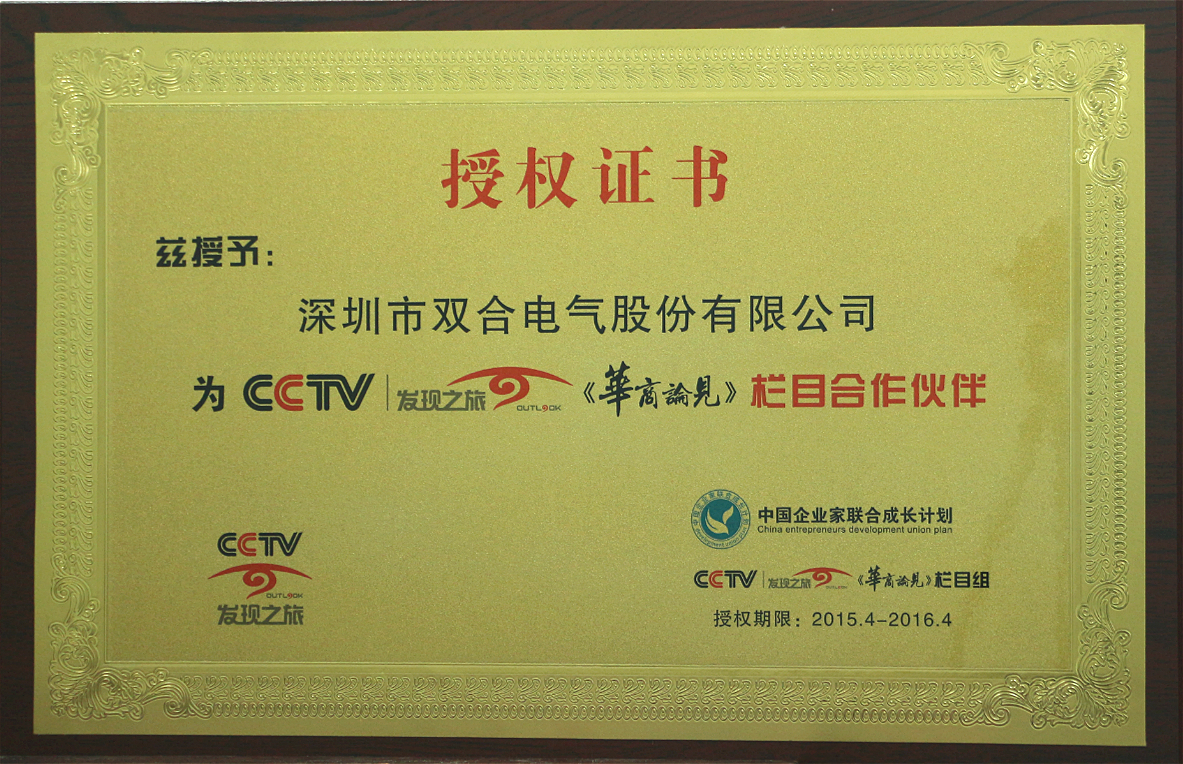 授权证书
兹授予：
深圳市双合电气股份有限公司
为 CCTV 发现之旅 OUTLOOK 《華商論見》栏目合作伙伴
中国企业家联合成长计划
China entrepreneurs development union plan
CCTV
OUTLOOK
发现之旅
CCTV 发现之旅 OUTLOOK 《華商論見》栏目组
授权期限：2015.4-2016.4